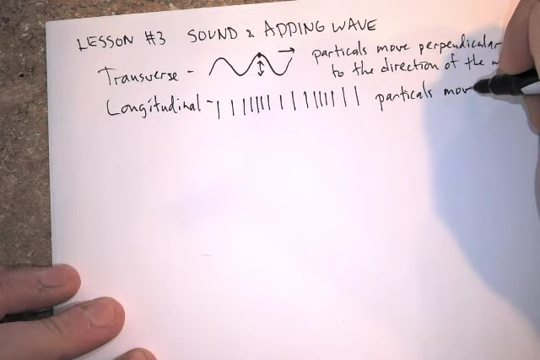 LESSON #3 SOUND & ADDING WAVE
Transverse - particals move perpendicular
to the direction of the w
Longitudinal - particals mov